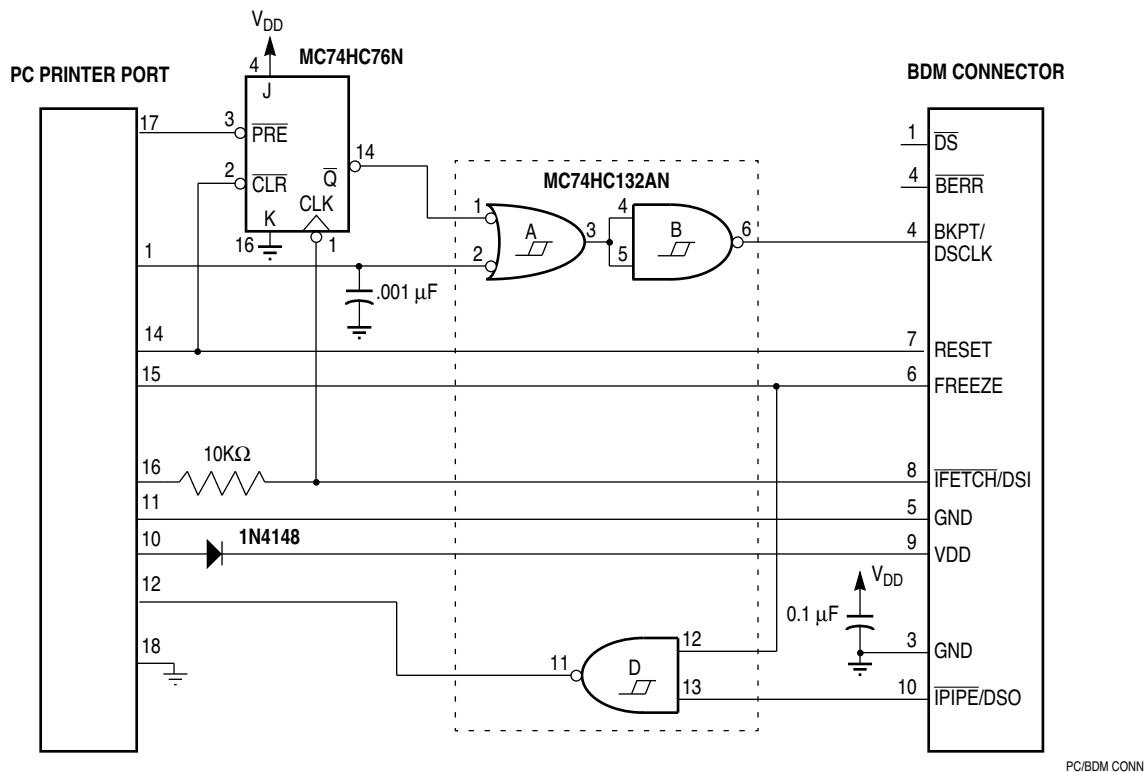 V_DD
MC74HC76N
PC PRINTER PORT
BDM CONNECTOR
4
J
17
3
PRE
14
Q
2
CLR
CLK
K
16
1
1
DS
4
BERR
MC74HC132AN
1
A
3
4
B
6
4
BKPT/
DSCLK
2
5
1
.001 µF
14
7
RESET
15
6
FREEZE
10KΩ
16
8
IFETCH/DSI
11
5
GND
10
1N4148
9
VDD
12
V_DD
0.1 µF
12
3
GND
18
11
D
13
10
IPIPE/DSO
PC/BDM CONN